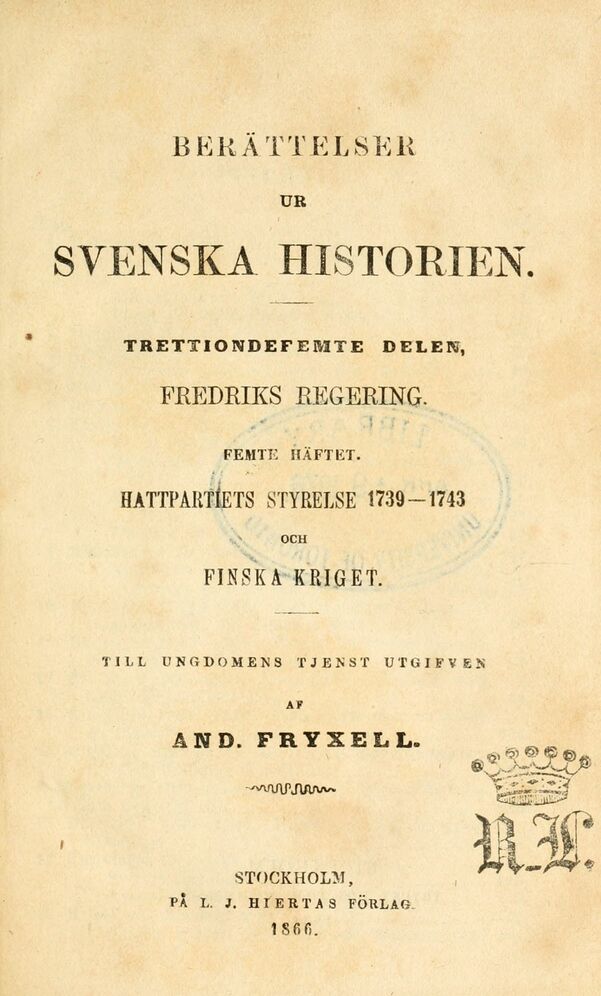 BERÄTTELSER
UR
SVENSKA HISTORIEN.
TRETTIONDEFEMTE DELEN,
FREDRIKS REGERING.
FEMTE HÄFTET.
HATTPARTIETS STYRELSE 1739—1743
OCH
FINSKA KRIGET.
TILL UNGDOMENS TJENST UTGIFVEN
AF
AND. FRYXELL.
STOCKHOLM,
PÅ L. J. HIERTAS FÖRLAG.
1866.